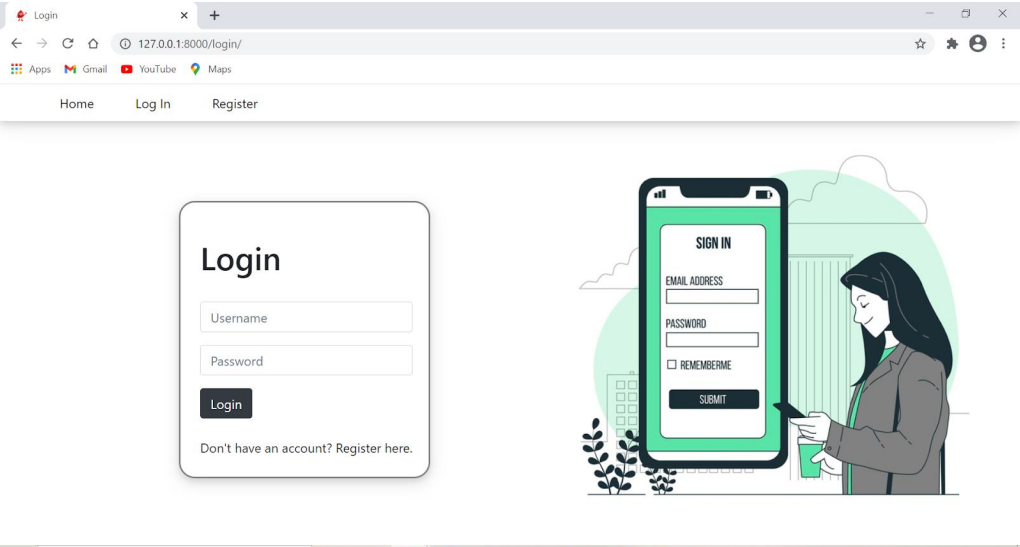 Login
127.0.0.1:8000/login/
Apps Gmail YouTube Maps
Home Log In Register
Login
Username
Password
Login
Don't have an account? Register here.
SIGN IN
EMAIL ADDRESS
PASSWORD
REMEMBERME
SUBMIT